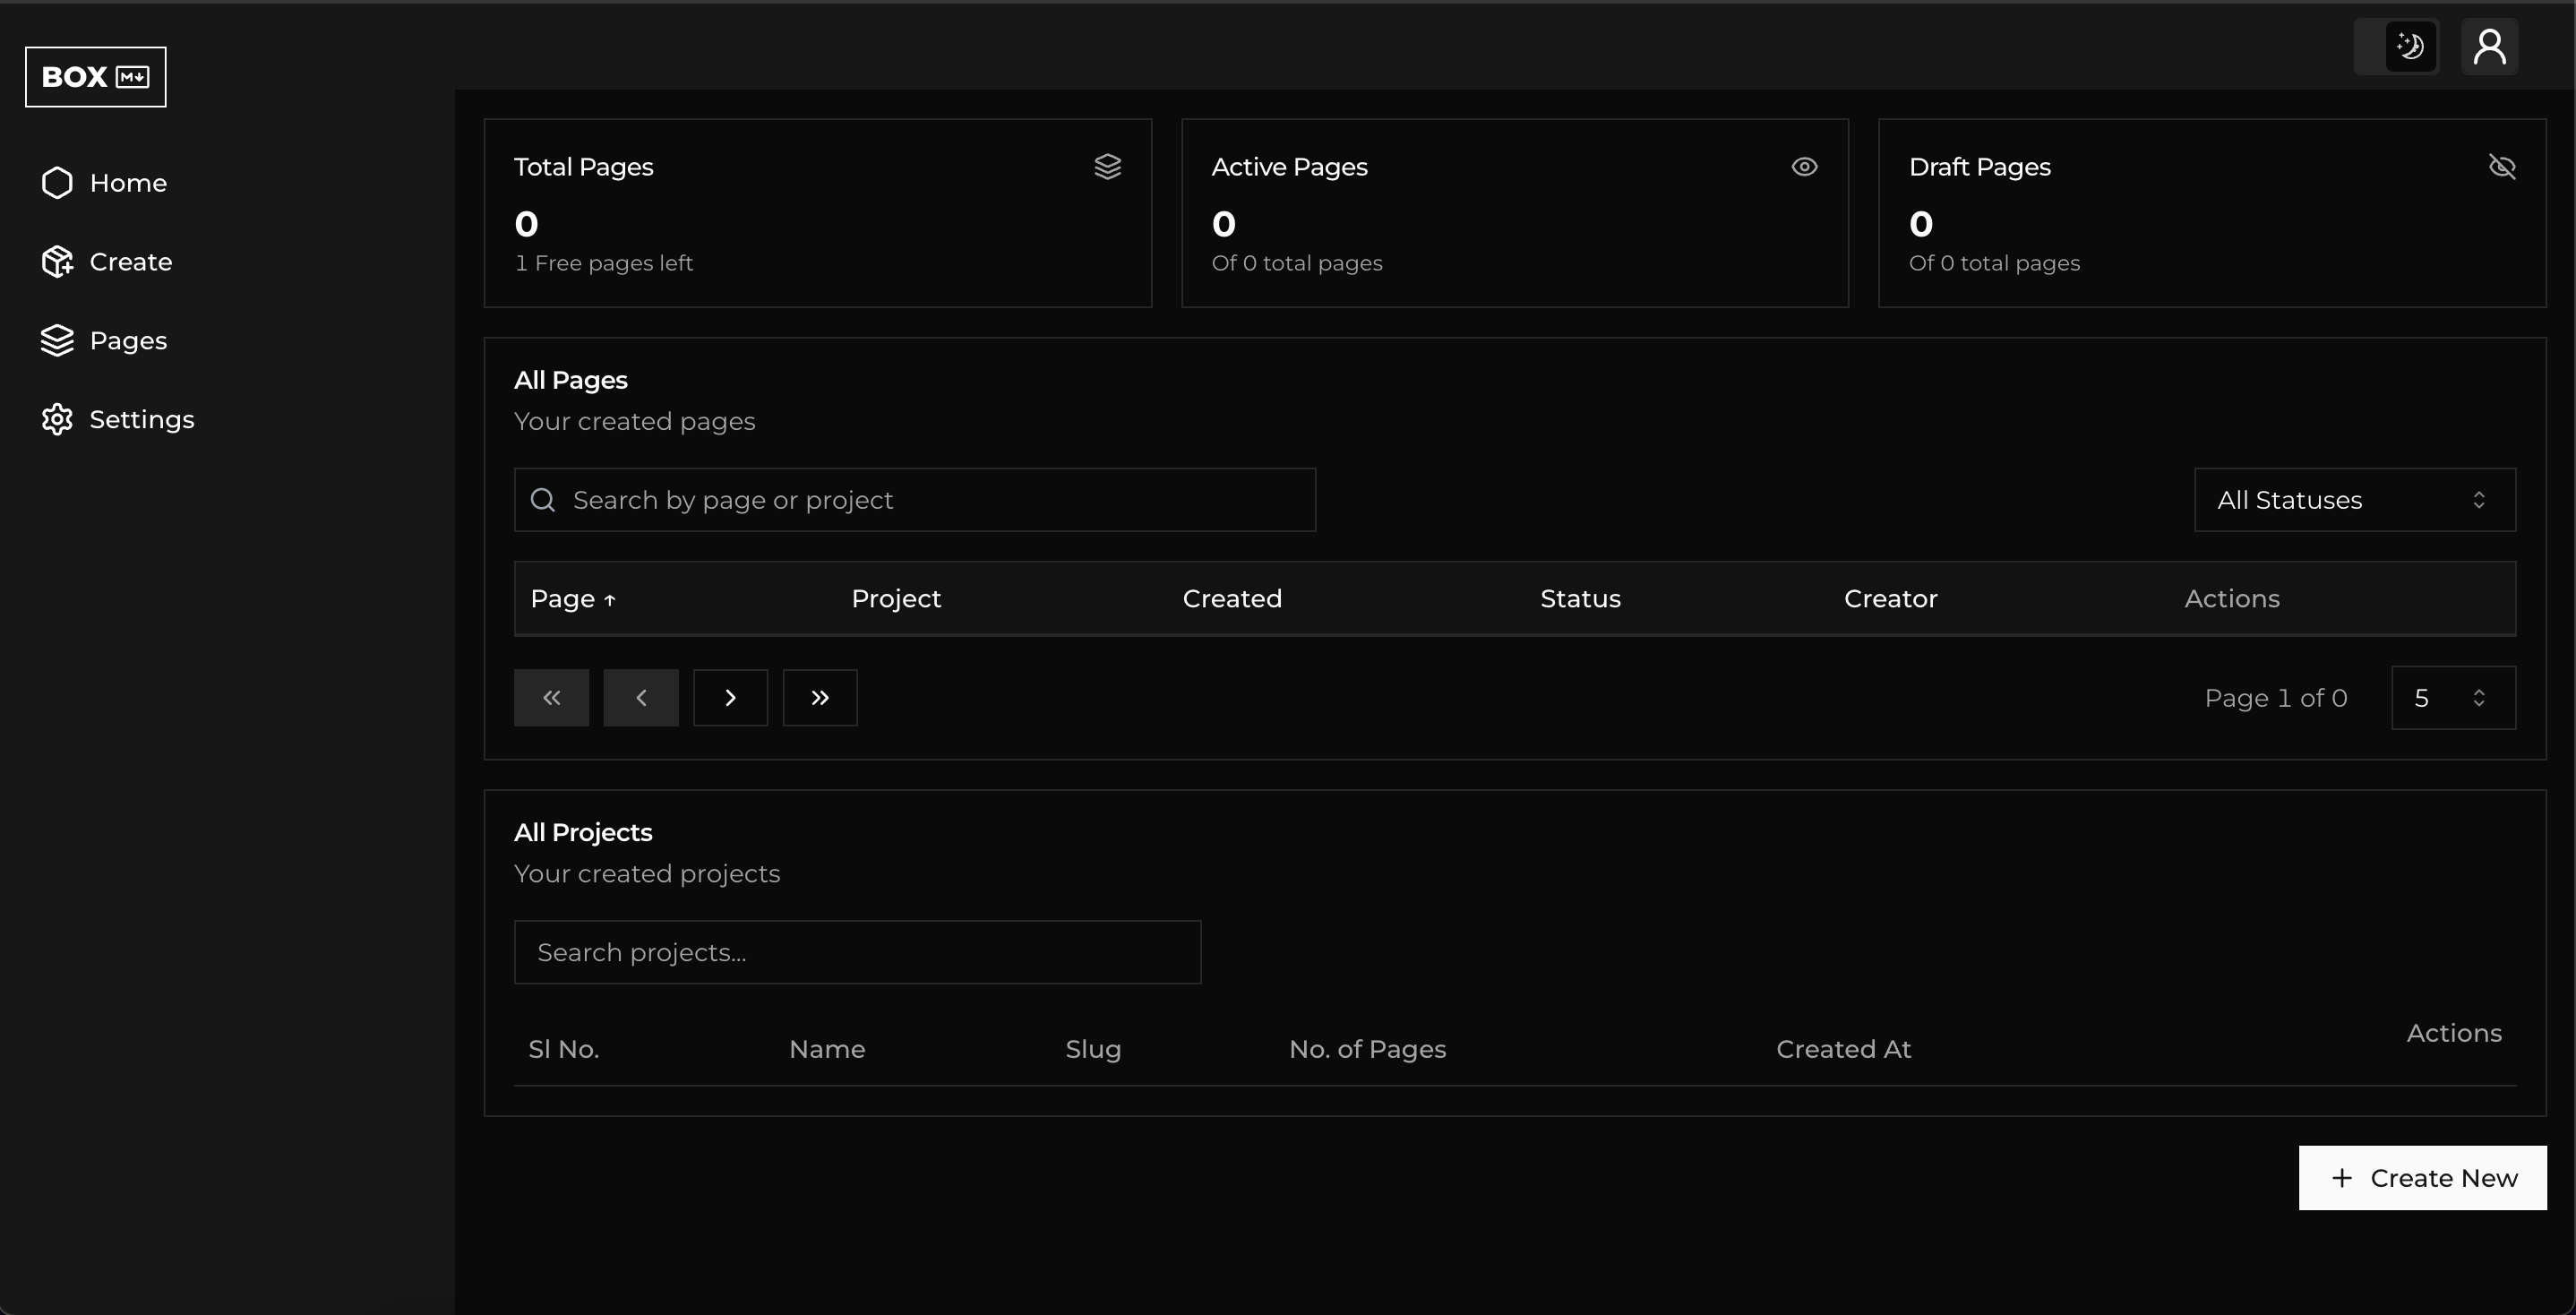 BOX M↓
Home
Create
Pages
Settings
Total Pages
0
1 Free pages left
Active Pages
0
Of 0 total pages
Draft Pages
0
Of 0 total pages
All Pages
Your created pages
Search by page or project
All Statuses
Page ↑ Project Created Status Creator Actions
Page 1 of 0 5
All Projects
Your created projects
Search projects...
Sl No. Name Slug No. of Pages Created At Actions
+ Create New